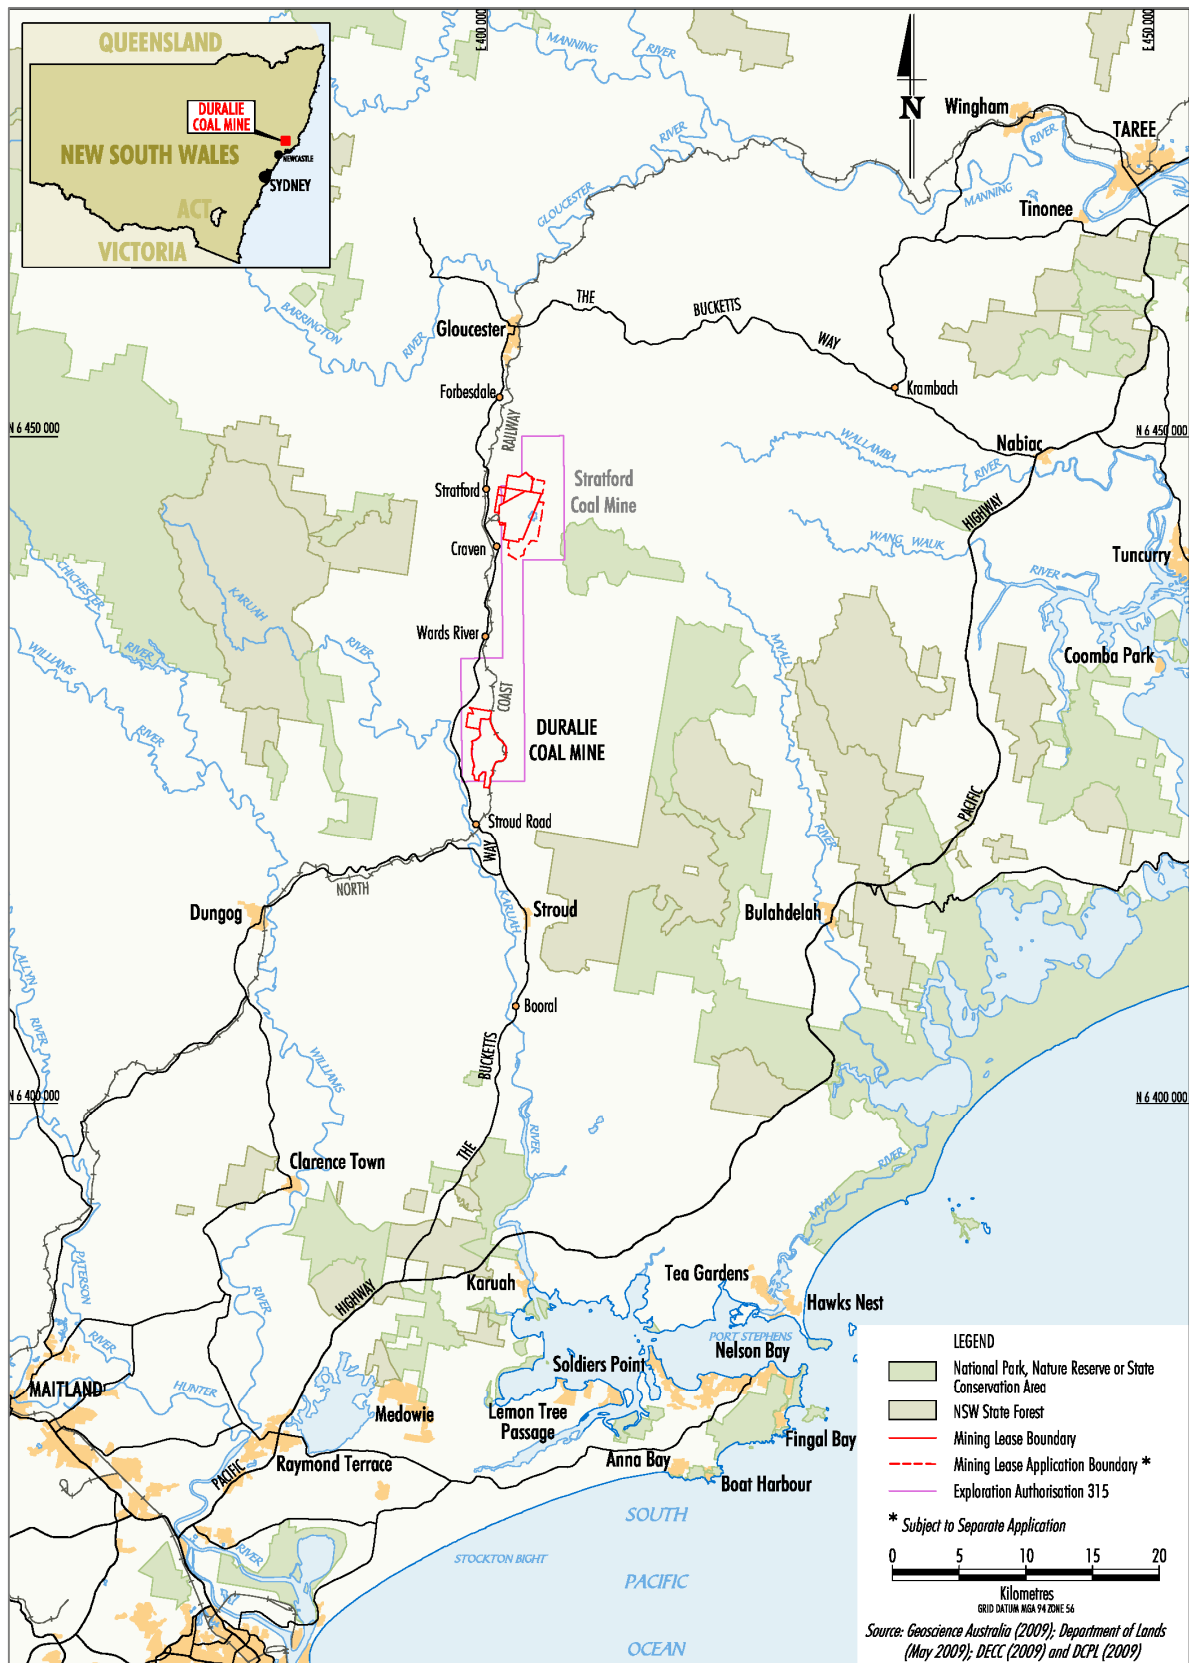 QUEENSLAND
DURALIE
COAL MINE
NEW SOUTH WALES
NEWCASTLE
SYDNEY
ACT
VICTORIA
E 400 000
E 450 000
MANNING
RIVER
N
Wingham
TAREE
RIVER
MANNING
Tinonee
RIVER
GLOUCESTER
BARRINGTON
RIVER
Gloucester
THE
BUCKETTS
WAY
Forbesdale
Krambach
N 6 450 000
N 6 450 000
RAILWAY
Nabiac
WALLAMBA
RIVER
Stratford
Stratford
Coal Mine
HIGHWAY
Craven
WANG WAUK
RIVER
Tuncurry
CHICHESTER
RIVER
KARUAH
RIVER
WILLIAMS
RIVER
Wards River
MYALL
RIVER
Coomba Park
COAST
DURALIE
COAL MINE
PACIFIC
Stroud Road
WAY
NORTH
KARUAH
Dungog
Stroud
Bulahdelah
ALLYN
RIVER
Booral
BUCKETTS
WILLIAMS
N 6 400 000
N 6 400 000
RIVER
THE
Clarence Town
MYALL
RIVER
PATERSON
RIVER
RIVER
HIGHWAY
Karuah
Tea Gardens
Hawks Nest
PORT STEPHENS
Nelson Bay
Soldiers Point
MAITLAND
HUNTER
Medowie
Lemon Tree
Passage
Fingal Bay
Anna Bay
Boat Harbour
PACIFIC
Raymond Terrace
RIVER
STOCKTON BIGHT
SOUTH
PACIFIC
OCEAN
LEGEND
National Park, Nature Reserve or State
Conservation Area
NSW State Forest
Mining Lease Boundary
Mining Lease Application Boundary *
Exploration Authorisation 315
* Subject to Separate Application
0 5 10 15 20
Kilometres
GRID DATUM MGA 94 ZONE 56
Source: Geoscience Australia (2009); Department of Lands
(May 2009); DECC (2009) and DCPL (2009)